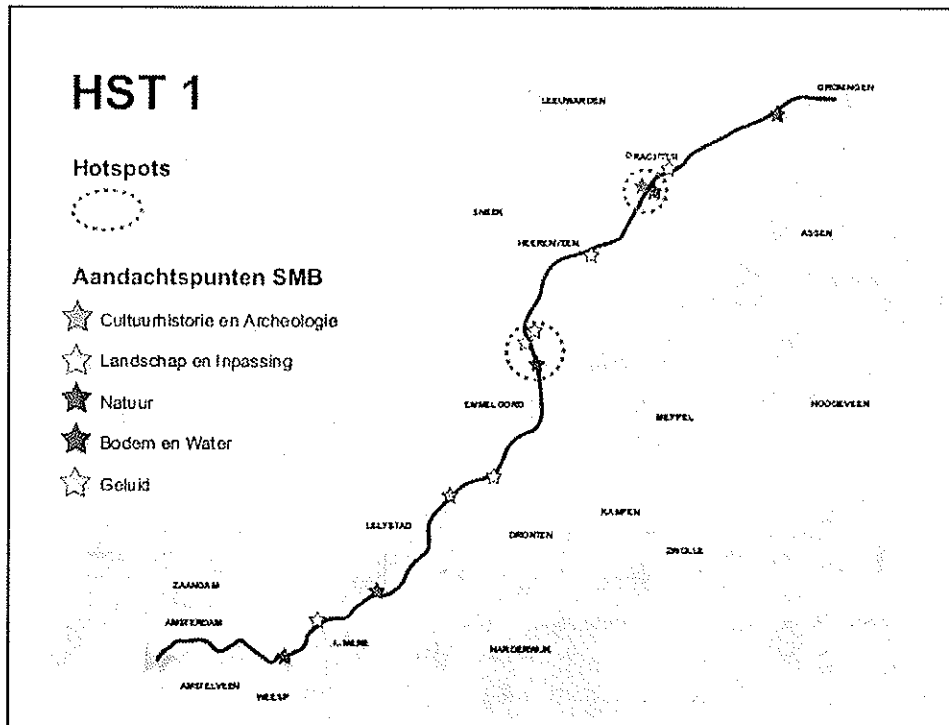 HST 1
Hotspots
Aandachtspunten SMB
Cultuurhistorie en Archeologie
Landschap en Inpassing
Natuur
Bodem en Water
Geluid
GRONINGEN
LEEUWARDEN
DRACHTEN
SNEEK
ASSEN
HEERENVEEN
EMMELOORD
MEPPEL
HOOGEVEEN
LELYSTAD
DRONTEN
KAMPEN
ZWOLLE
ZAANDAM
AMSTERDAM
ALMERE
HARDERWIJK
AMSTELVEEN
WEESP